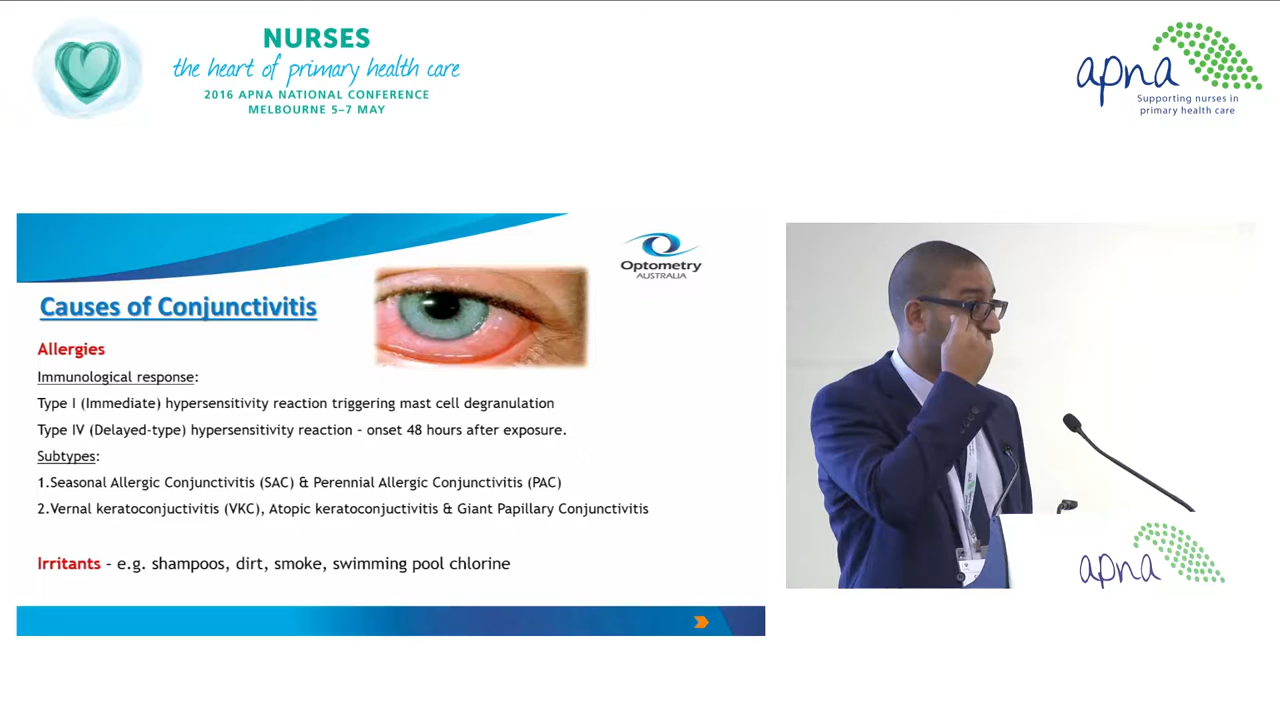 NURSES
the heart of primary health care
2016 APNA NATIONAL CONFERENCE
MELBOURNE 5–7 MAY
apna
Supporting nurses in
primary health care
Optometry
AUSTRALIA
Causes of Conjunctivitis
Allergies
Immunological response:
Type I (Immediate) hypersensitivity reaction triggering mast cell degranulation
Type IV (Delayed-type) hypersensitivity reaction – onset 48 hours after exposure.
Subtypes:
1.Seasonal Allergic Conjunctivitis (SAC) & Perennial Allergic Conjunctivitis (PAC)
2.Vernal keratoconjuctivitis (VKC), Atopic keratoconjuctivitis & Giant Papillary Conjunctivitis
Irritants – e.g. shampoos, dirt, smoke, swimming pool chlorine
apna